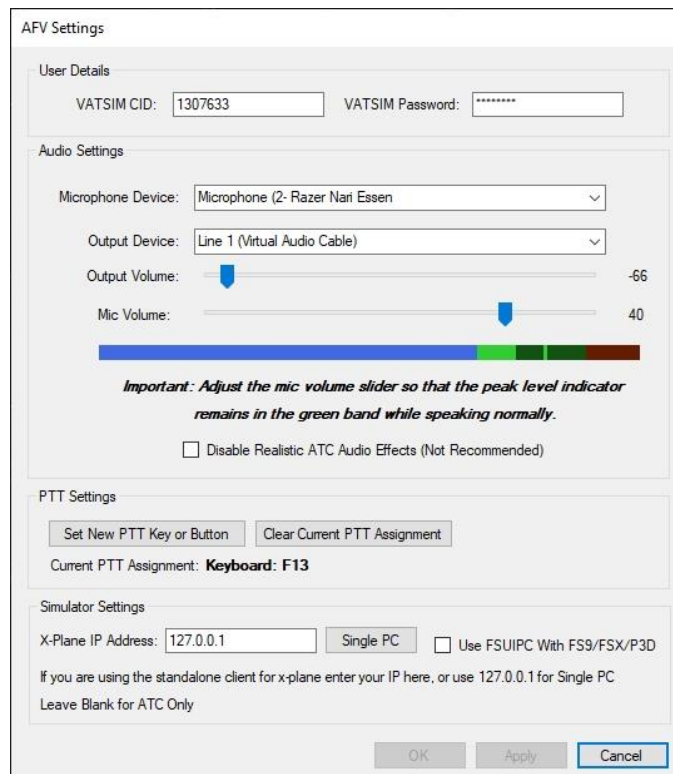 AFV Settings
User Details
VATSIM CID: 1307633 VATSIM Password: ********
Audio Settings
Microphone Device: Microphone (2- Razer Nari Essen
Output Device: Line 1 (Virtual Audio Cable)
Output Volume: -66
Mic Volume: 40
Important: Adjust the mic volume slider so that the peak level indicator
remains in the green band while speaking normally.
Disable Realistic ATC Audio Effects (Not Recommended)
PTT Settings
Set New PTT Key or Button Clear Current PTT Assignment
Current PTT Assignment: Keyboard: F13
Simulator Settings
X-Plane IP Address: 127.0.0.1 Single PC Use FSUIPC With FS9/FSX/P3D
If you are using the standalone client for x-plane enter your IP here, or use 127.0.0.1 for Single PC
Leave Blank for ATC Only
OK Apply Cancel